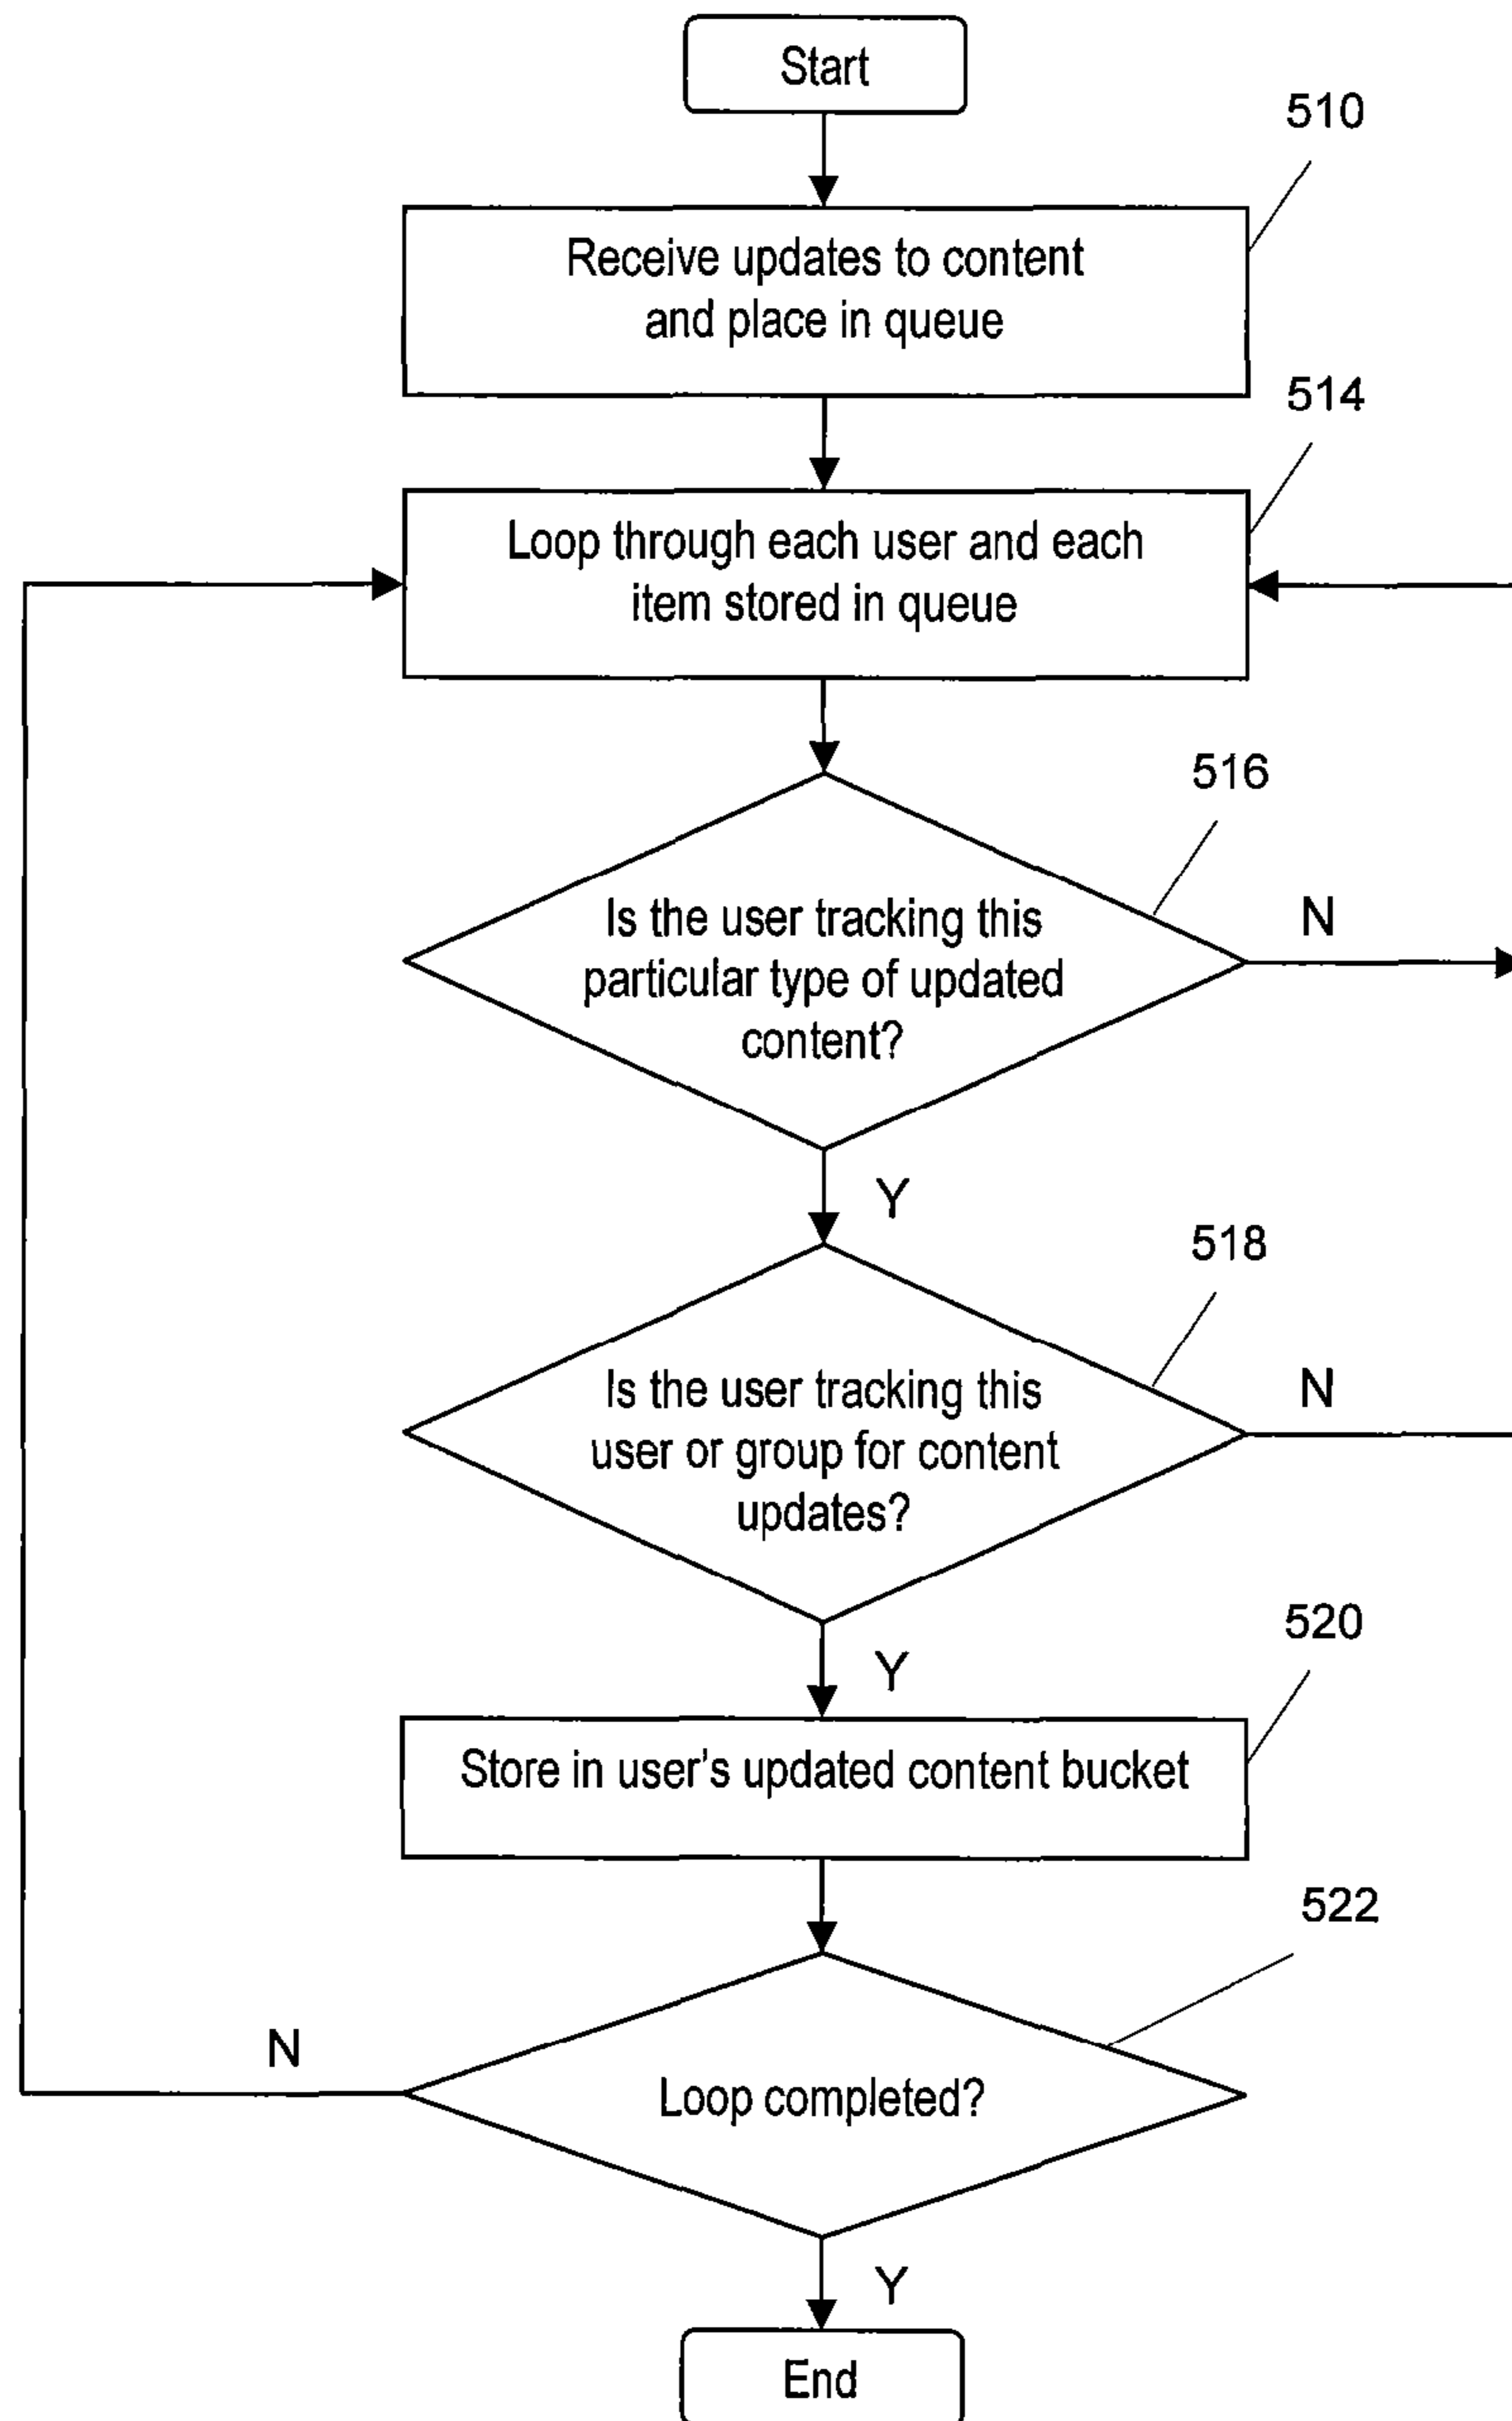 Start
510
Receive updates to content
and place in queue
514
Loop through each user and each
item stored in queue
516
Is the user tracking this
particular type of updated
content?
N
Y
518
Is the user tracking this
user or group for content
updates?
N
Y
520
Store in user's updated content bucket
522
Loop completed?
N
Y
End